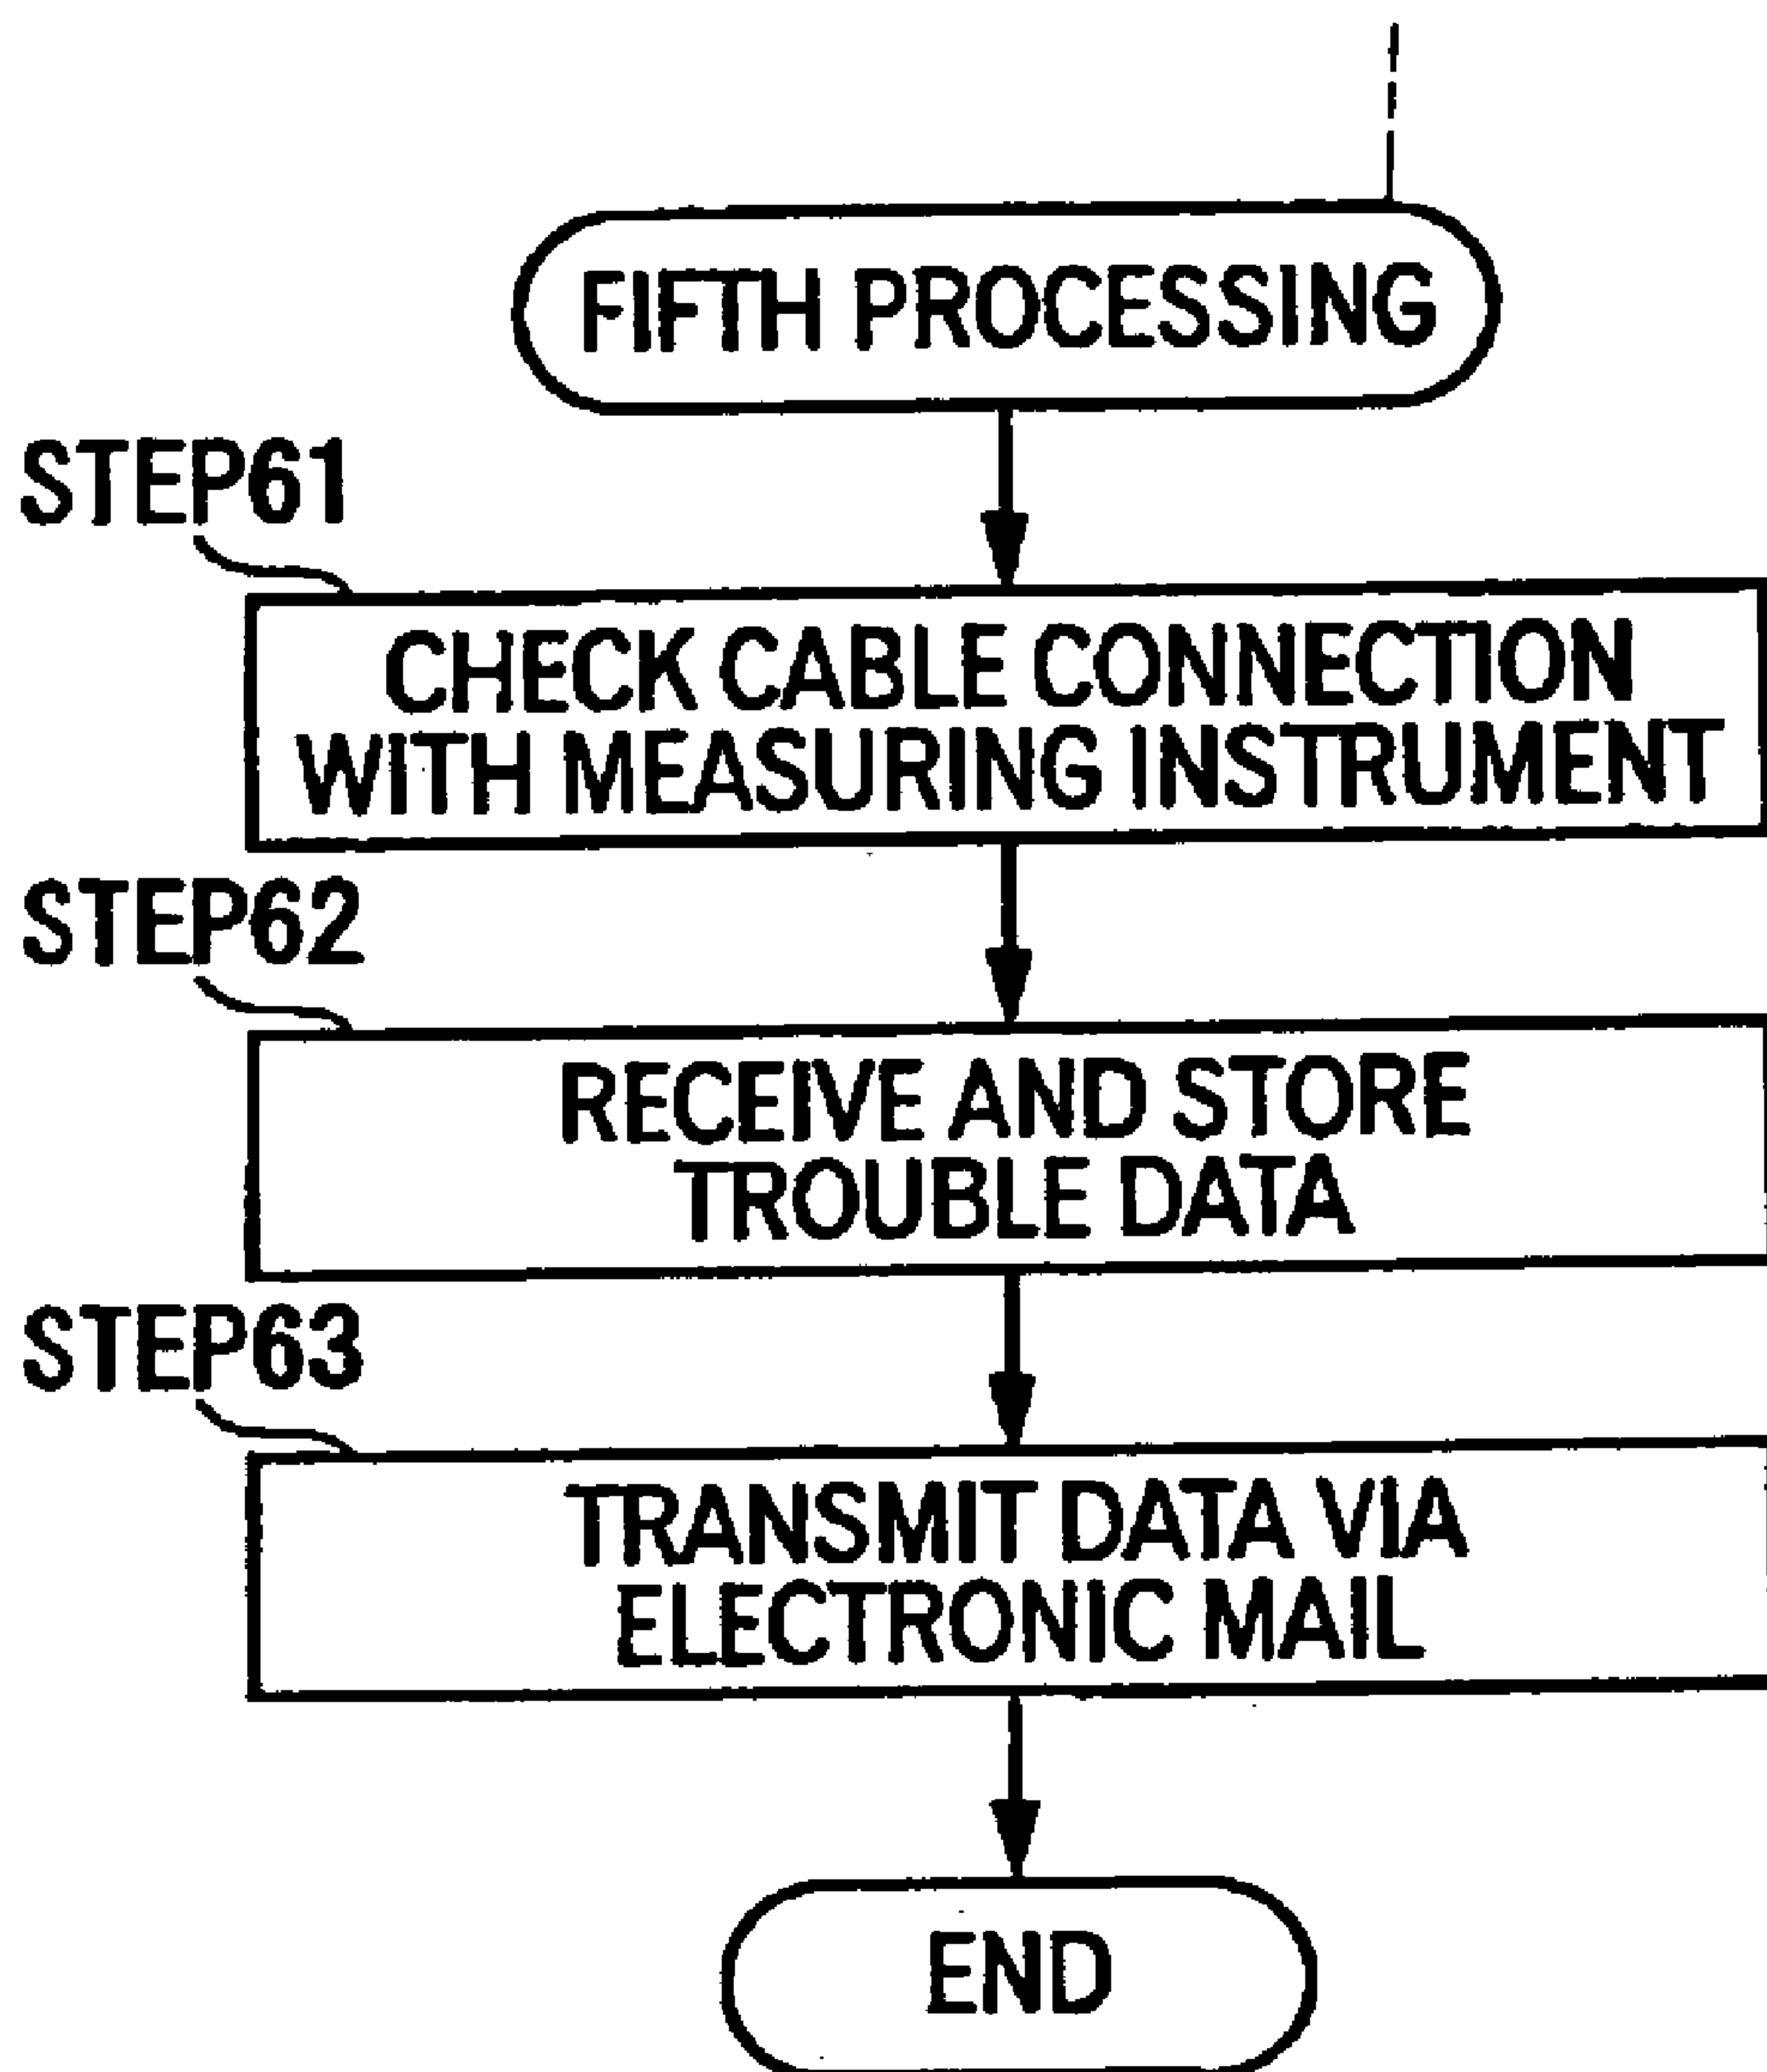 FIFTH PROCESSING
STEP61
CHECK CABLE CONNECTION
WITH MEASURING INSTRUMENT
STEP62
RECEIVE AND STORE
TROUBLE DATA
STEP63
TRANSMIT DATA VIA
ELECTRONIC MAIL
END